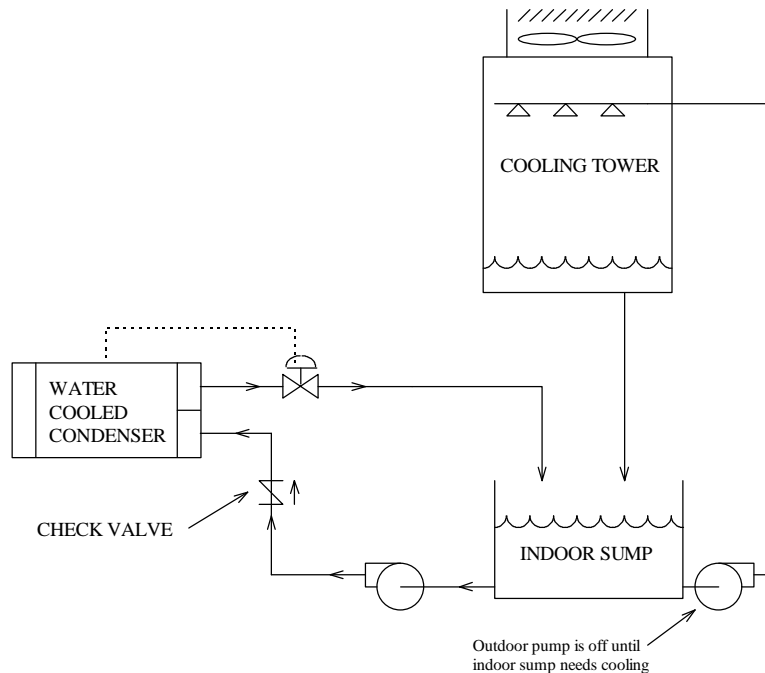 COOLING TOWER
WATER
COOLED
CONDENSER
CHECK VALVE
INDOOR SUMP
Outdoor pump is off until
indoor sump needs cooling